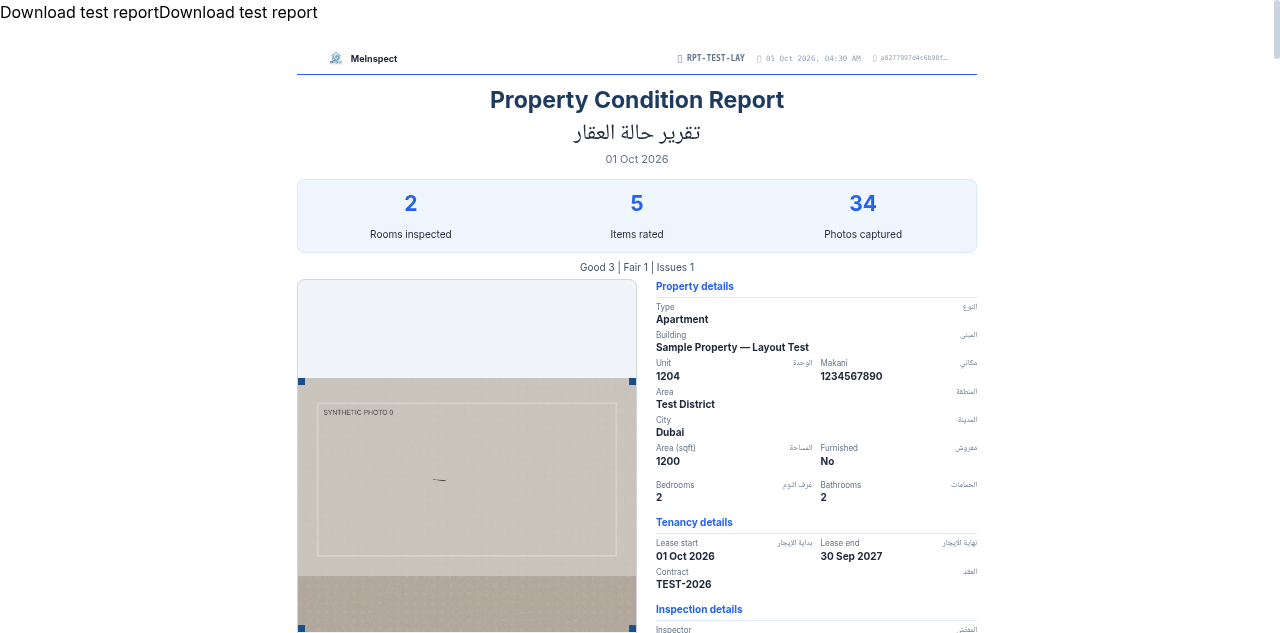 Download test reportDownload test report
MeInspect
RPT-TEST-LAY 01 Oct 2026, 04:30 AM a0277997d4c6b98f…
Property Condition Report
تقرير حالة العقار
01 Oct 2026
2 5 34
Rooms inspected Items rated Photos captured
Good 3 | Fair 1 | Issues 1
SYNTHETIC PHOTO 0
Property details
Type النوع
Apartment
Building المبنى
Sample Property — Layout Test
Unit الوحدة Makani مكاني
1204 1234567890
Area المنطقة
Test District
City المدينة
Dubai
Area (sqft) المساحة Furnished مفروش
1200 No
Bedrooms غرف النوم Bathrooms الحمامات
2 2
Tenancy details
Lease start بداية الإيجار Lease end نهاية الإيجار
01 Oct 2026 30 Sep 2027
Contract العقد
TEST-2026
Inspection details
Inspector المفتش